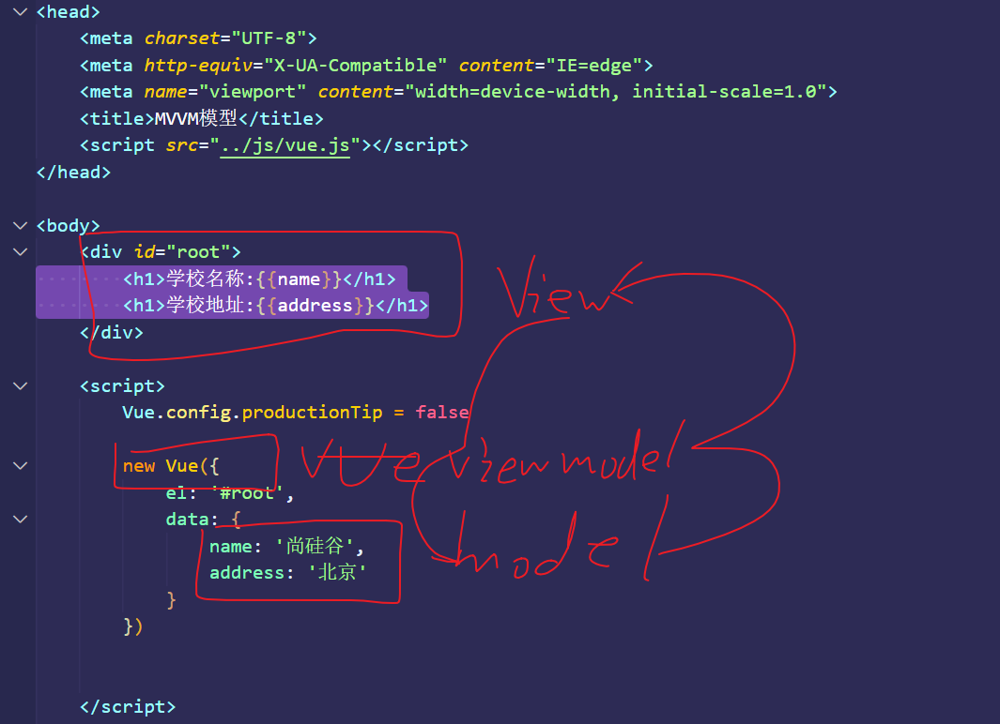 <head>
<meta charset="UTF-8">
<meta http-equiv="X-UA-Compatible" content="IE=edge">
<meta name="viewport" content="width=device-width, initial-scale=1.0">
<title>MVVM模型</title>
<script src="../js/vue.js"></script>
</head>
<body>
<div id="root">
<h1>学校名称:{{name}}</h1>
<h1>学校地址:{{address}}</h1>
View
</div>
<script>
Vue.config.productionTip = false
new Vue({
viewmodel
el: '#root',
data: {
name: '尚硅谷',
model
address: '北京'
}
})
</script>